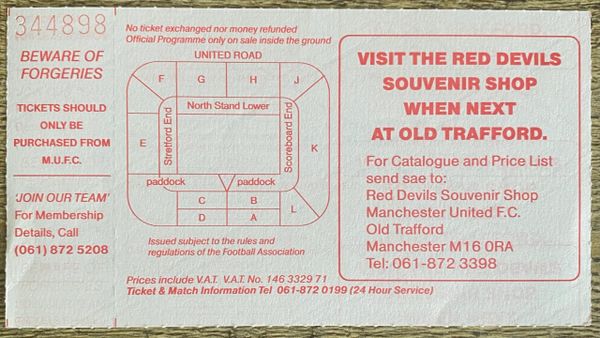 344898
BEWARE OF
FORGERIES
TICKETS SHOULD
ONLY BE
PURCHASED FROM
M.U.F.C.
'JOIN OUR TEAM'
For Membership
Details, Call
(061) 872 5208
No ticket exchanged nor money refunded
Official Programme only on sale inside the ground
UNITED ROAD
F G H J
North Stand Lower
Stretford End
Scoreboard End
E
K
paddock paddock
C B
D A
L
Issued subject to the rules and
regulations of the Football Association
Prices include V.A.T. V.A.T. No. 146 3329 71
Ticket & Match Information Tel 061-872 0199 (24 Hour Service)
VISIT THE RED DEVILS
SOUVENIR SHOP
WHEN NEXT
AT OLD TRAFFORD.
For Catalogue and Price List
send sae to:
Red Devils Souvenir Shop
Manchester United F.C.
Old Trafford
Manchester M16 0RA
Tel: 061-872 3398